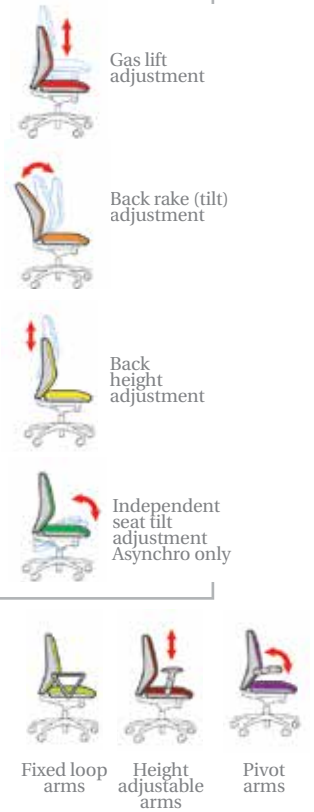 Gas lift
adjustment
Back rake (tilt)
adjustment
Back
height
adjustment
Independent
seat tilt
adjustment
Asynchro only
Fixed loop
arms
Height
adjustable
arms
Pivot
arms